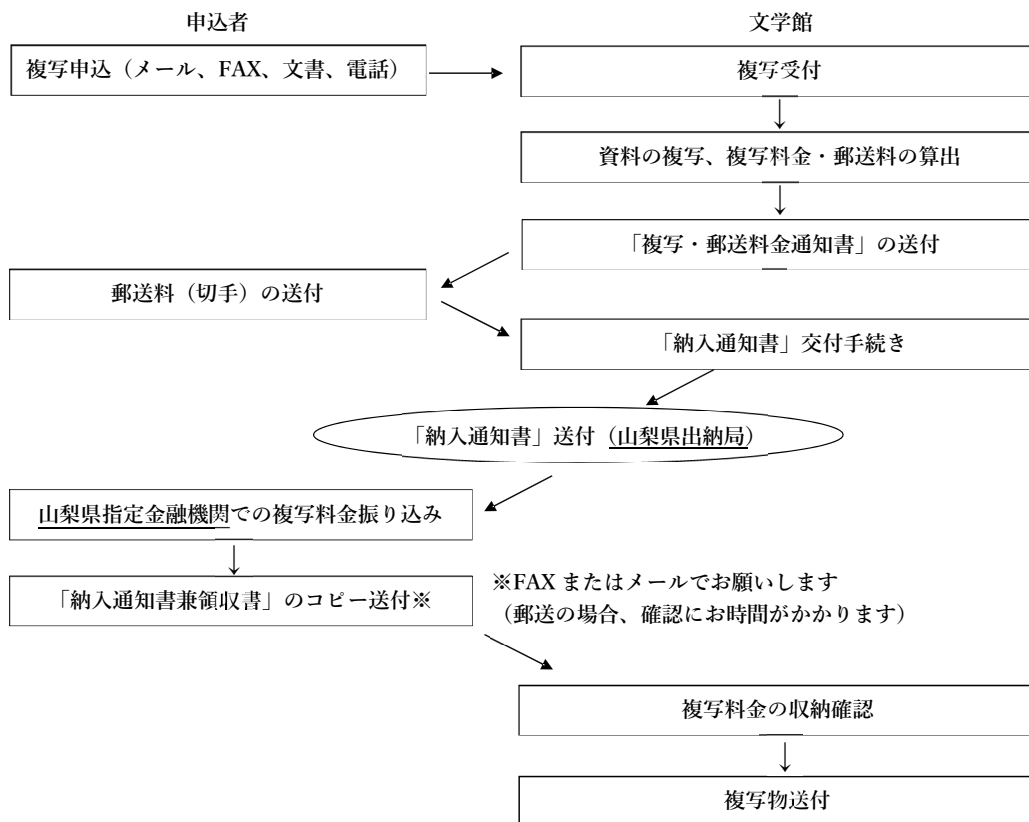 申込者
文学館
複写申込（メール、FAX、文書、電話）
複写受付
資料の複写、複写料金・郵送料の算出
「複写・郵送料金通知書」の送付
郵送料（切手）の送付
「納入通知書」交付手続き
「納入通知書」送付（山梨県出納局）
山梨県指定金融機関での複写料金振り込み
「納入通知書兼領収書」のコピー送付※
※FAX またはメールでお願いします
（郵送の場合、確認にお時間がかかります）
複写料金の収納確認
複写物送付